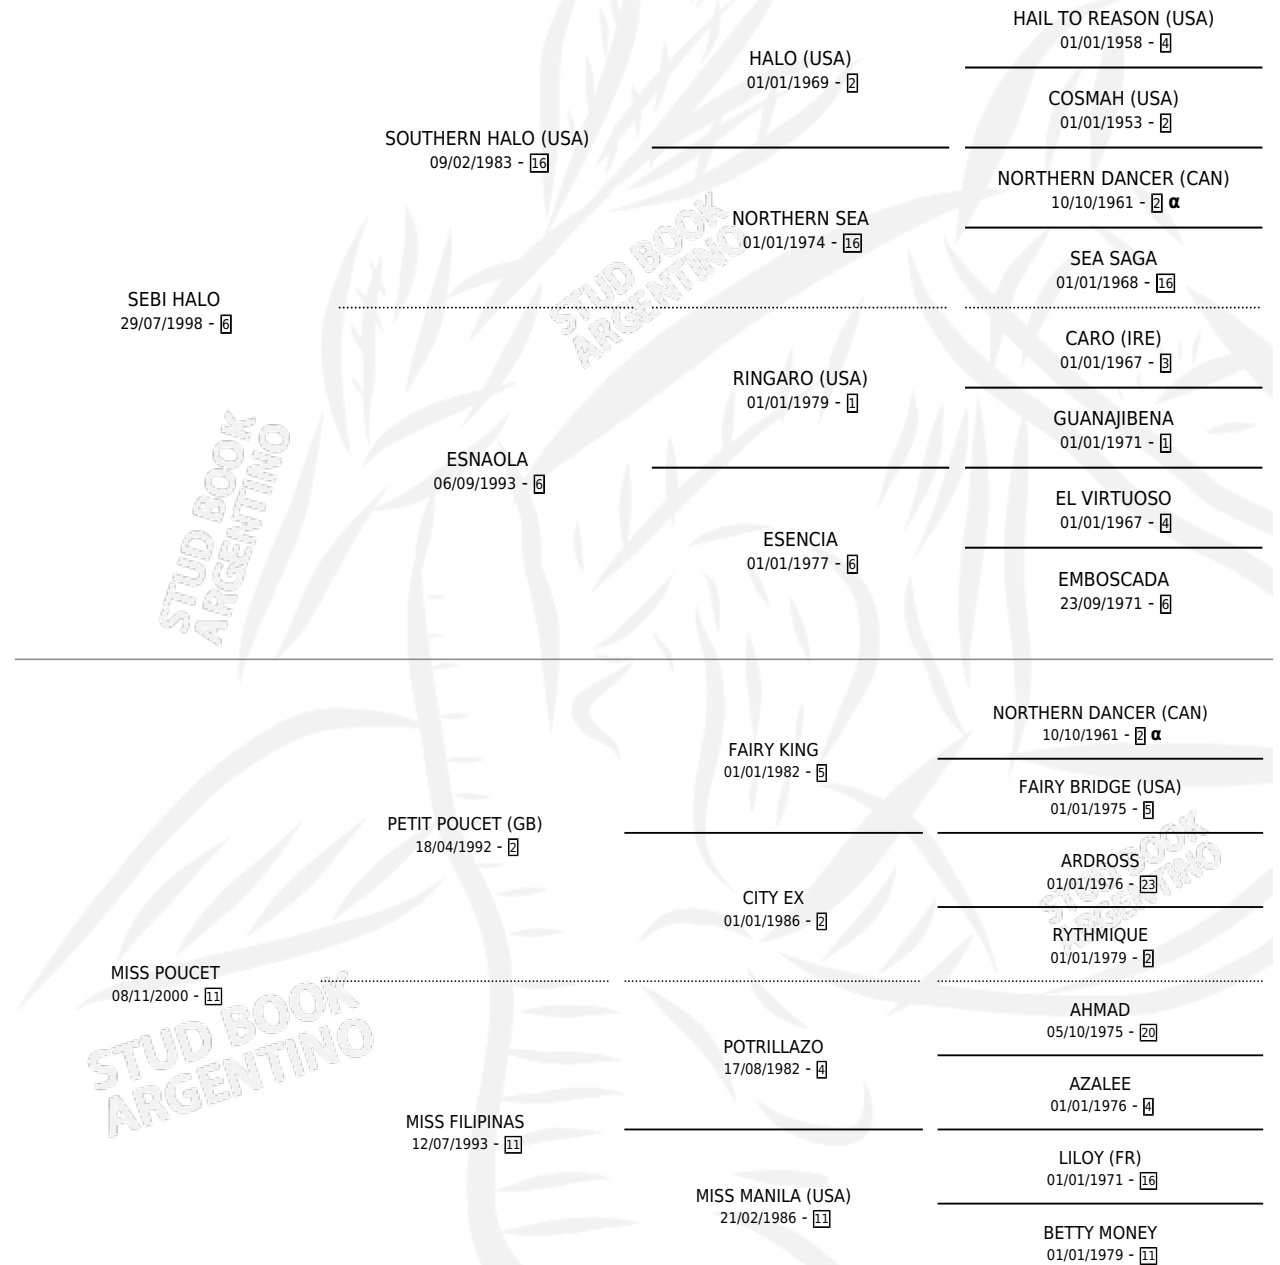 HAIL TO REASON (USA)
01/01/1958 - 4
HALO (USA)
01/01/1969 - 2
COSMAH (USA)
01/01/1953 - 2
SOUTHERN HALO (USA)
09/02/1983 - 16
NORTHERN DANCER (CAN)
10/10/1961 - 2 α
NORTHERN SEA
01/01/1974 - 16
SEA SAGA
01/01/1968 - 16
SEBI HALO
29/07/1998 - 6
CARO (IRE)
01/01/1967 - 3
RINGARO (USA)
01/01/1979 - 1
GUANAJIBENA
01/01/1971 - 1
ESNAOLA
06/09/1993 - 6
EL VIRTUOSO
01/01/1967 - 4
ESENCIA
01/01/1977 - 6
EMBOSCADA
23/09/1971 - 6
STUD BOOK
ARGENTINO
STUD BOOK
ARGENTINO
NORTHERN DANCER (CAN)
10/10/1961 - 2 α
FAIRY KING
01/01/1982 - 5
FAIRY BRIDGE (USA)
01/01/1975 - 5
PETIT POUCET (GB)
18/04/1992 - 2
ARDROSS
01/01/1976 - 23
CITY EX
01/01/1986 - 2
RYTHMIQUE
01/01/1979 - 2
MISS POUCET
08/11/2000 - 11
AHMAD
05/10/1975 - 20
POTRILLAZO
17/08/1982 - 4
AZALEE
01/01/1976 - 4
MISS FILIPINAS
12/07/1993 - 11
LILOY (FR)
01/01/1971 - 16
MISS MANILA (USA)
21/02/1986 - 11
BETTY MONEY
01/01/1979 - 11
STUD BOOK
ARGENTINO
STUD BOOK
ARGENTINO